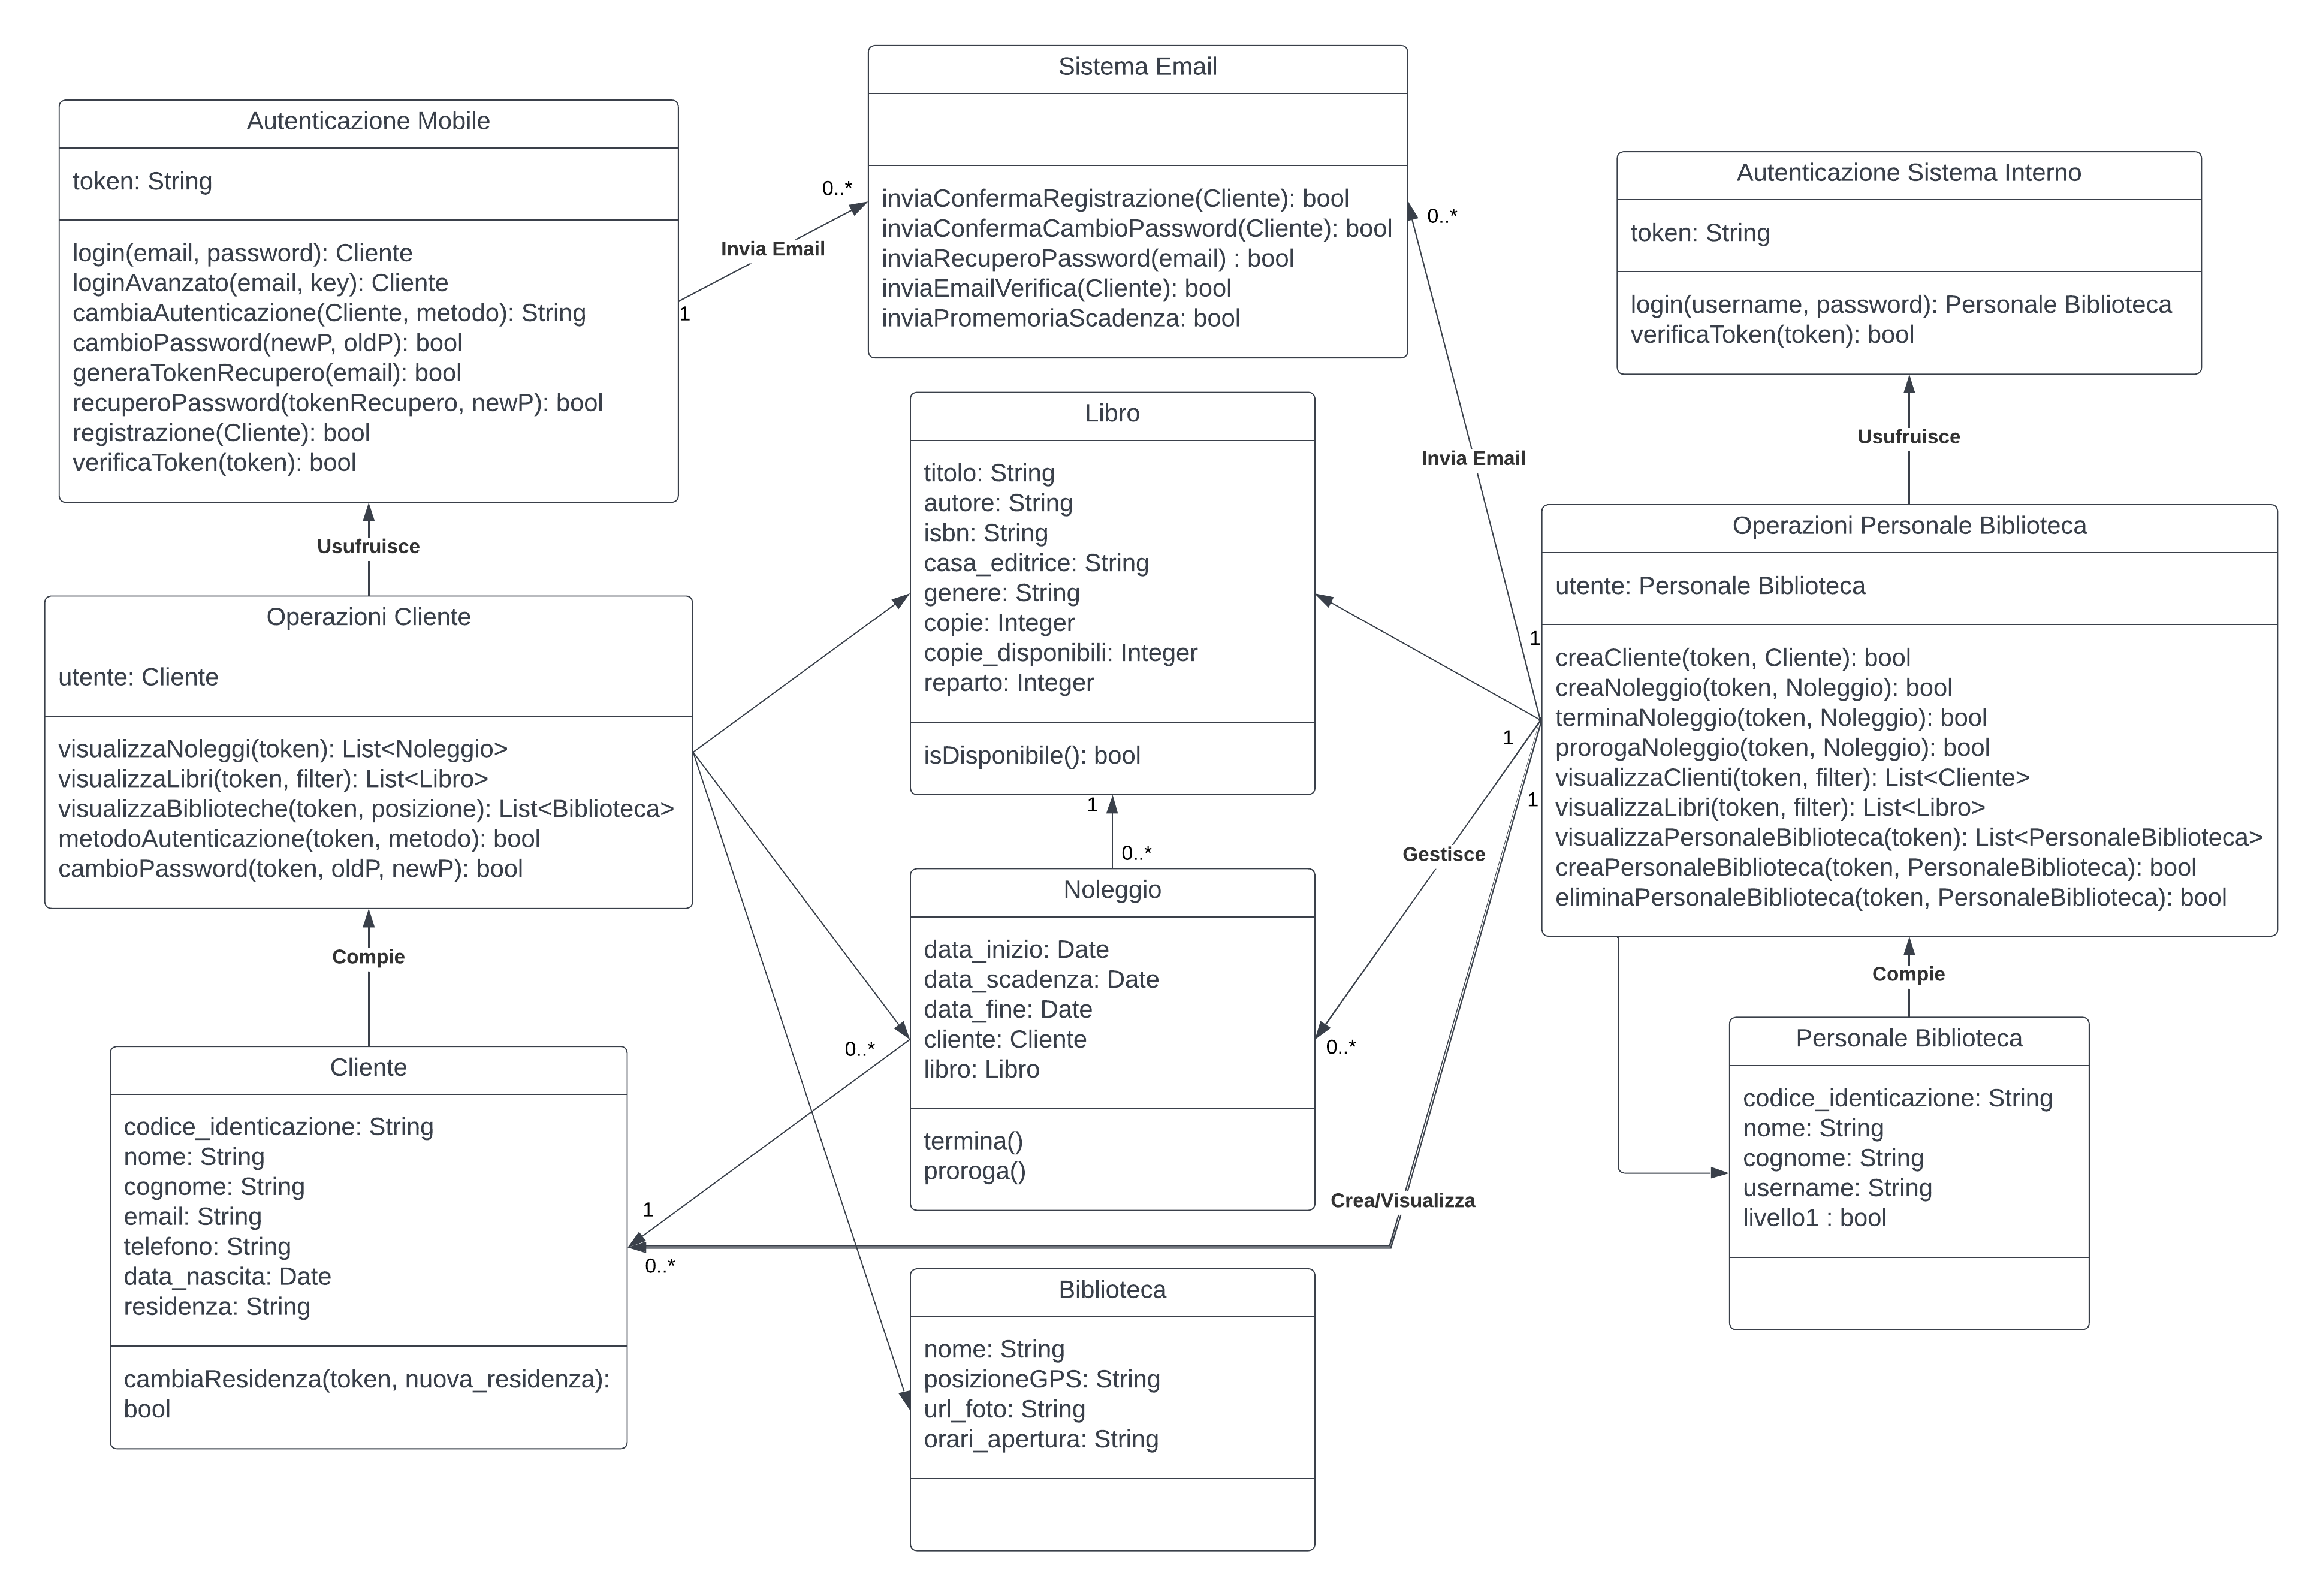 Sistema Email
inviaConfermaRegistrazione(Cliente): bool
inviaConfermaCambioPassword(Cliente): bool
inviaRecuperoPassword(email) : bool
inviaEmailVerifica(Cliente): bool
inviaPromemoriaScadenza: bool
Autenticazione Mobile
token: String
login(email, password): Cliente
loginAvanzato(email, key): Cliente
cambiaAutenticazione(Cliente, metodo): String
cambioPassword(newP, oldP): bool
generaTokenRecupero(email): bool
recuperoPassword(tokenRecupero, newP): bool
registrazione(Cliente): bool
verificaToken(token): bool
0..*
Invia Email
1
Autenticazione Sistema Interno
token: String
login(username, password): Personale Biblioteca
verificaToken(token): bool
0..*
Invia Email
1
Usufruisce
Usufruisce
Libro
titolo: String
autore: String
isbn: String
casa_editrice: String
genere: String
copie: Integer
copie_disponibili: Integer
reparto: Integer
isDisponibile(): bool
Operazioni Cliente
utente: Cliente
visualizzaNoleggi(token): List<Noleggio>
visualizzaLibri(token, filter): List<Libro>
visualizzaBiblioteche(token, posizione): List<Biblioteca>
metodoAutenticazione(token, metodo): bool
cambioPassword(token, oldP, newP): bool
Operazioni Personale Biblioteca
utente: Personale Biblioteca
creaCliente(token, Cliente): bool
creaNoleggio(token, Noleggio): bool
terminaNoleggio(token, Noleggio): bool
prorogaNoleggio(token, Noleggio): bool
visualizzaClienti(token, filter): List<Cliente>
visualizzaLibri(token, filter): List<Libro>
visualizzaPersonaleBiblioteca(token): List<PersonaleBiblioteca>
creaPersonaleBiblioteca(token, PersonaleBiblioteca): bool
eliminaPersonaleBiblioteca(token, PersonaleBiblioteca): bool
1
1
1
0..*
Gestisce
0..*
Compie
Compie
Noleggio
data_inizio: Date
data_scadenza: Date
data_fine: Date
cliente: Cliente
libro: Libro
termina()
proroga()
0..*
1
Crea/Visualizza
0..*
Cliente
codice_identicazione: String
nome: String
cognome: String
email: String
telefono: String
data_nascita: Date
residenza: String
cambiaResidenza(token, nuova_residenza):
bool
Personale Biblioteca
codice_identicazione: String
nome: String
cognome: String
username: String
livello1 : bool
Biblioteca
nome: String
posizioneGPS: String
url_foto: String
orari_apertura: String